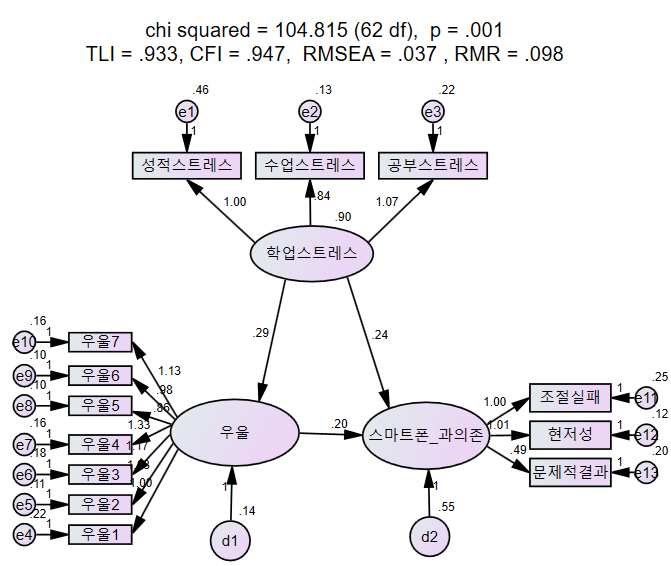 chi squared = 104.815 (62 df), p = .001
TLI = .933, CFI = .947, RMSEA = .037 , RMR = .098
.46 .13 .22
e1 e2 e3
1 1 1
성적스트레스 수업스트레스 공부스트레스
1.00 .84 1.07
.90
학업스트레스
.29 .24
.16
e10 1 우울7
1.13
.10
e9 1 우울6
.98
.10
e8 1 우울5
.86
.16
e7 1 우울4
1.33
.18
e6 1 우울3
1.17
.11
e5 1 우울2
.22
e4 1 우울1
1.00
우울
.20
스마트폰_과의존
1.00 조절실패 1 e11 .25
1.01 현저성 1 e12 .12
.49 문제적결과 1 e13 .20
1 1
.14 .55
d1 d2